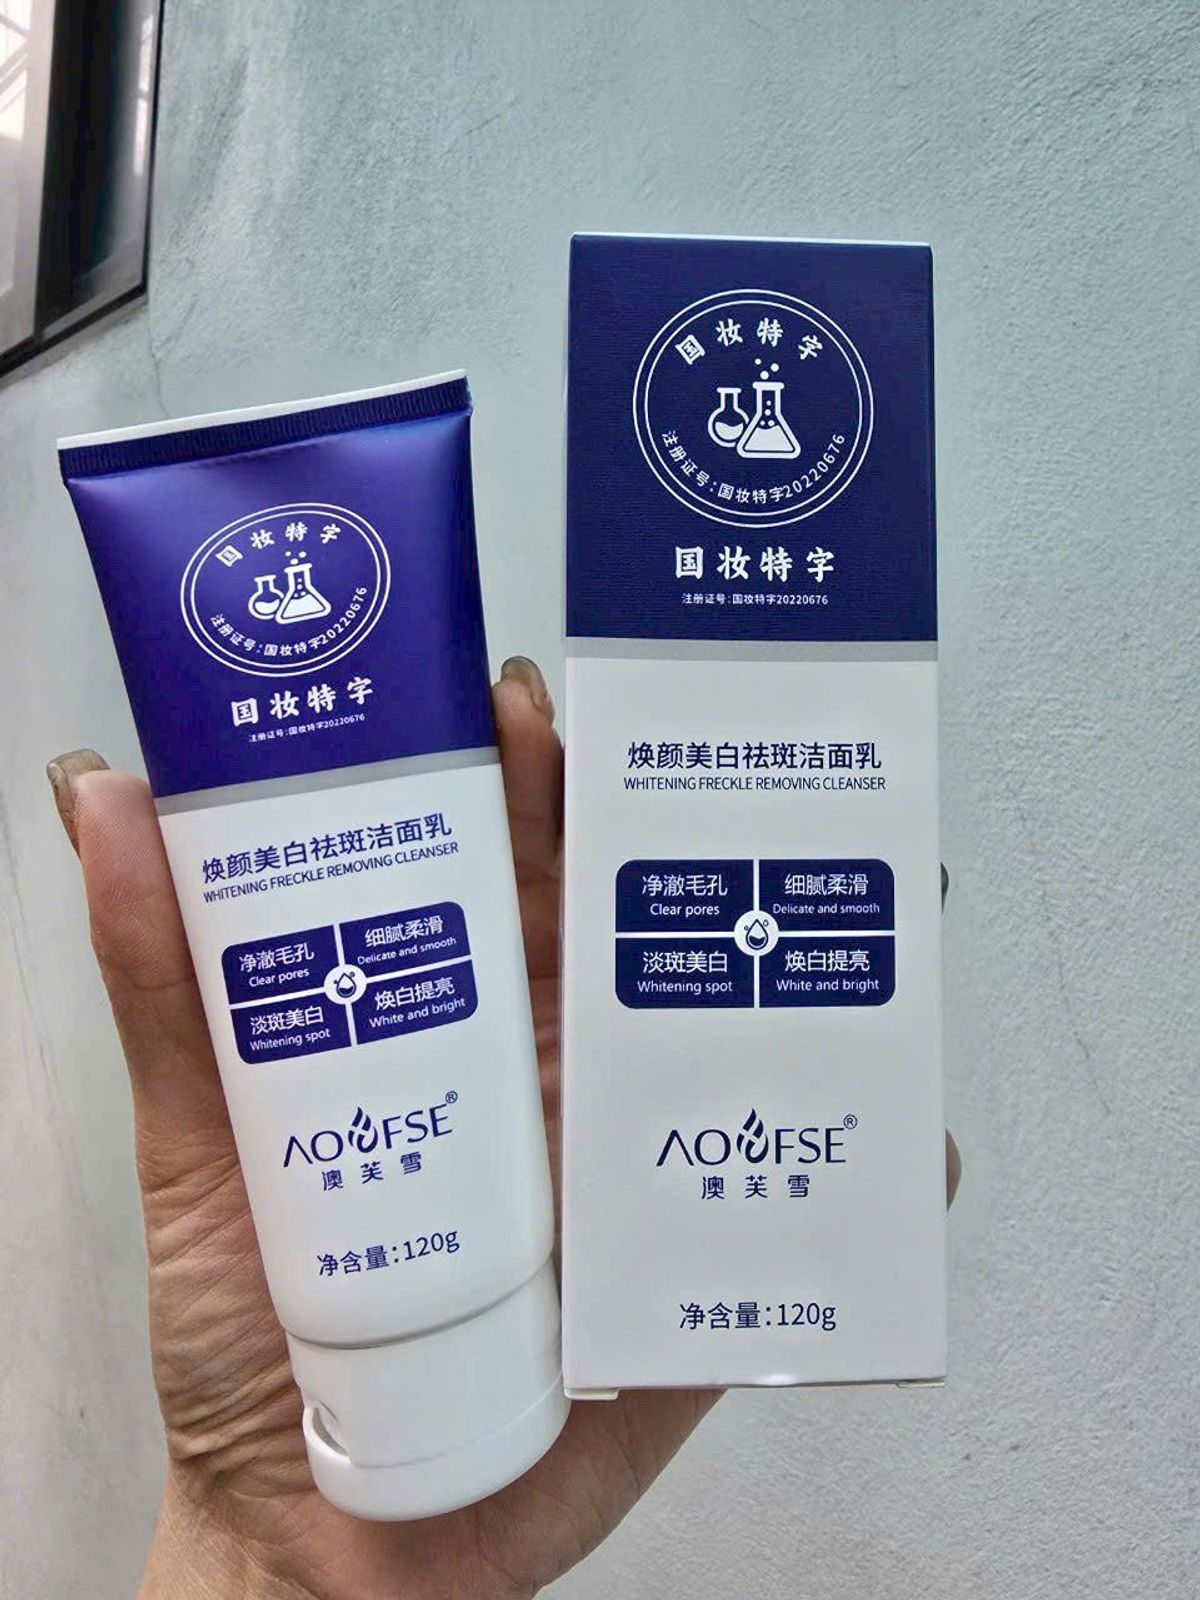 国妆特字
注册证号:国妆特字20220676
国妆特字
注册证号:国妆特字20220676
焕颜美白祛斑洁面乳
WHITENING FRECKLE REMOVING CLEANSER
净澈毛孔
Clear pores
细腻柔滑
Delicate and smooth
淡斑美白
Whitening spot
焕白提亮
White and bright
AOFSE®
澳芙雪
净含量:120g
国妆特字
注册证号:国妆特字20220676
国妆特字
注册证号:国妆特字20220676
焕颜美白祛斑洁面乳
WHITENING FRECKLE REMOVING CLEANSER
净澈毛孔
Clear pores
细腻柔滑
Delicate and smooth
淡斑美白
Whitening spot
焕白提亮
White and bright
AOFSE®
澳芙雪
净含量:120g